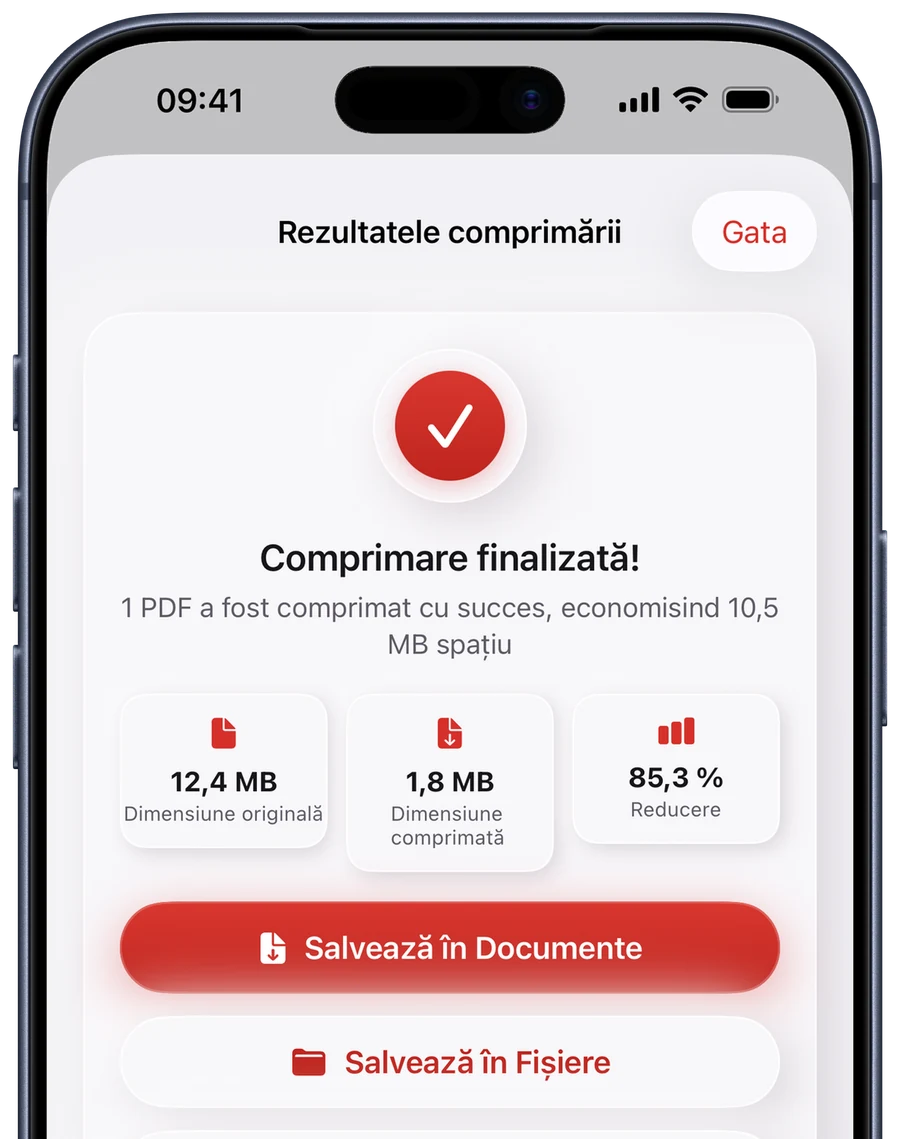 09:41
Rezultatele comprimării
Gata
Comprimare finalizată!
1 PDF a fost comprimat cu succes, economisind 10,5
MB spațiu
12,4 MB
Dimensiune originală
1,8 MB
Dimensiune
comprimată
85,3 %
Reducere
Salvează în Documente
Salvează în Fișiere